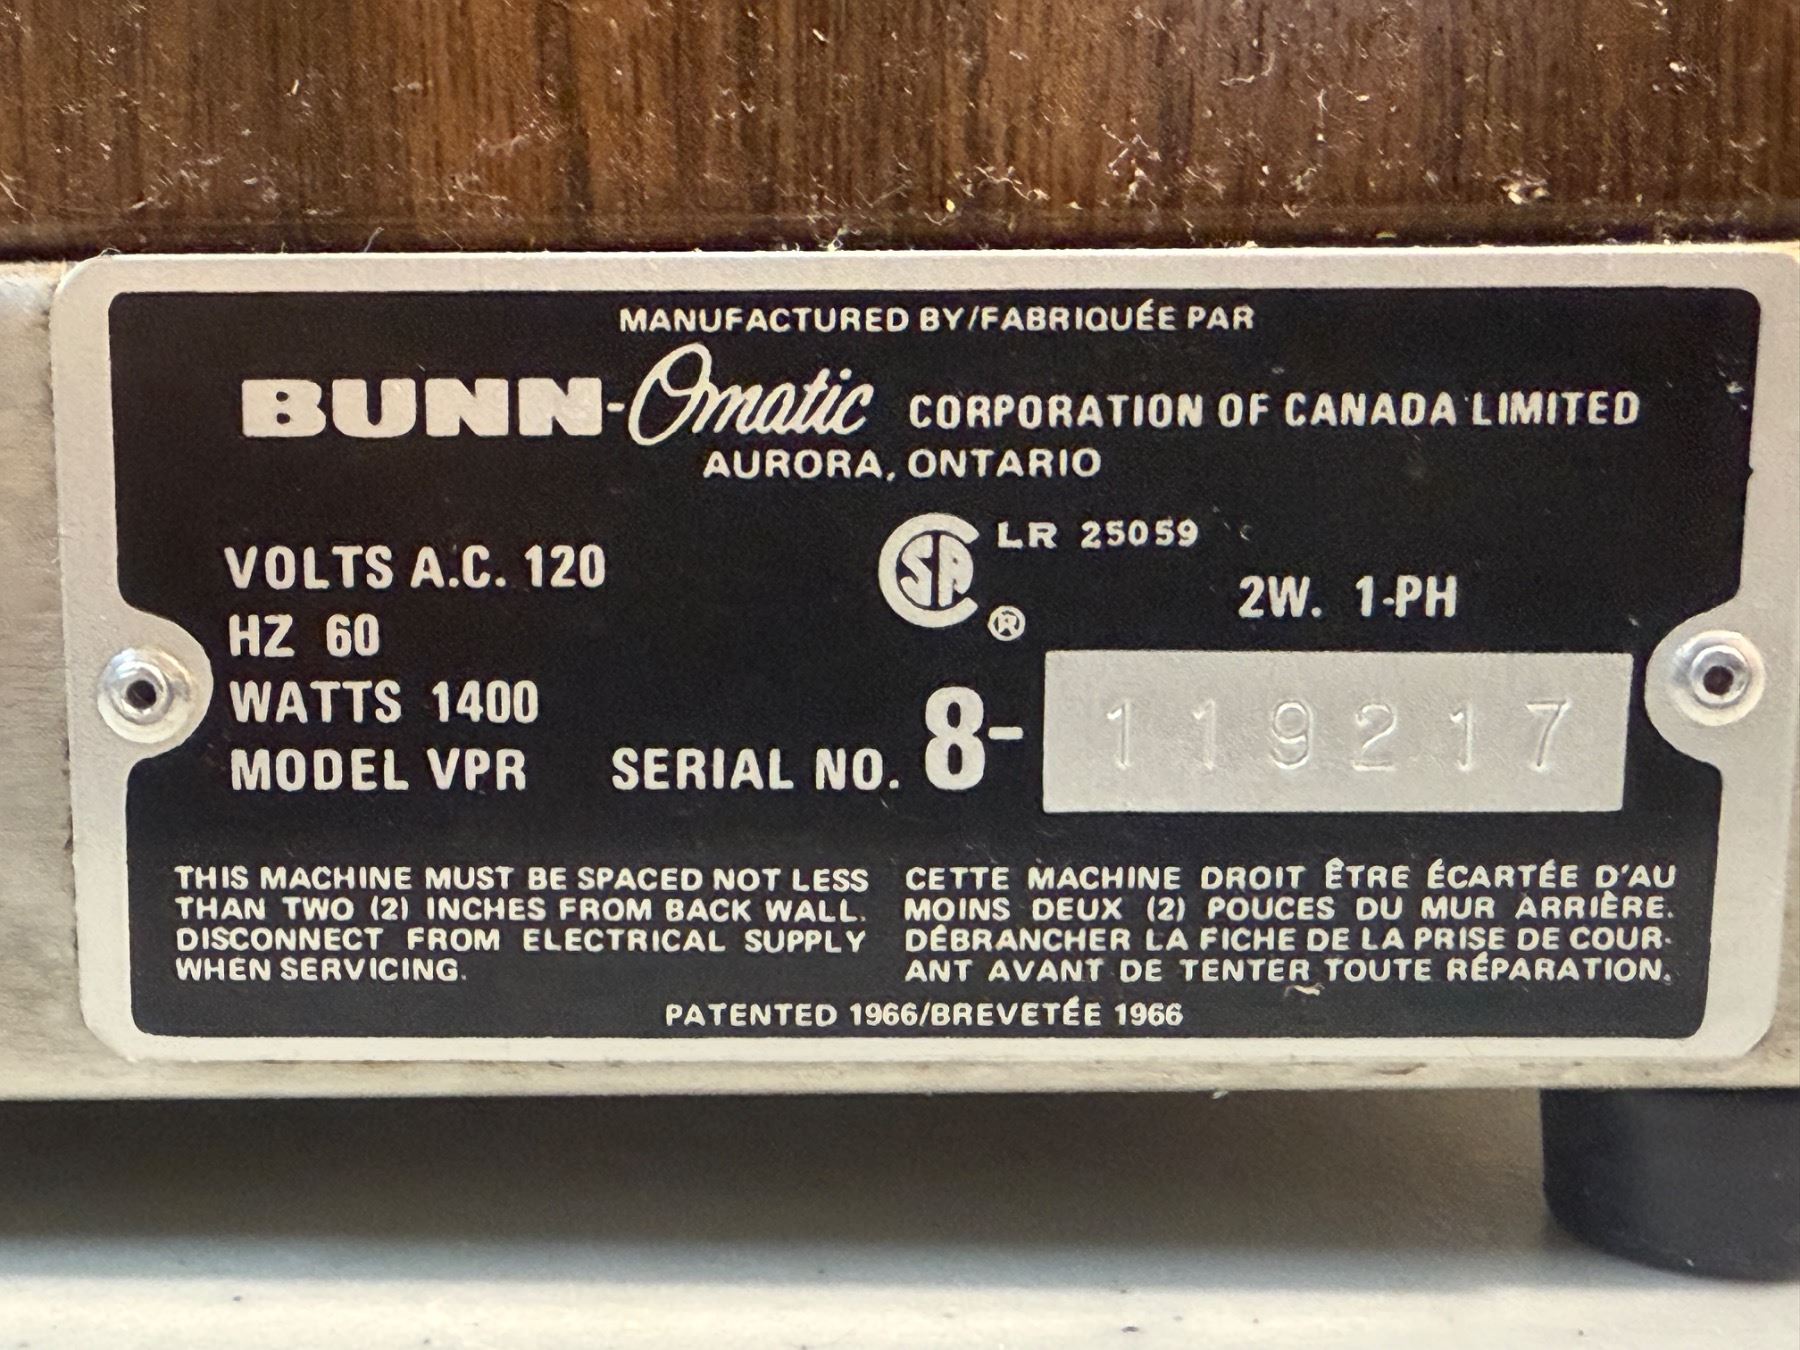 MANUFACTURED BY/FABRIQUÉE PAR
BUNN-Omatic CORPORATION OF CANADA LIMITED
AURORA, ONTARIO
VOLTS A.C. 120
HZ 60
WATTS 1400
MODEL VPR
SA LR 25059
®
2W. 1-PH
SERIAL NO. 8- 119217
THIS MACHINE MUST BE SPACED NOT LESS
THAN TWO (2) INCHES FROM BACK WALL.
DISCONNECT FROM ELECTRICAL SUPPLY
WHEN SERVICING.
CETTE MACHINE DROIT ÊTRE ÉCARTÉE D'AU
MOINS DEUX (2) POUCES DU MUR ARRIÈRE.
DÉBRANCHER LA FICHE DE LA PRISE DE COUR-
ANT AVANT DE TENTER TOUTE RÉPARATION.
PATENTED 1966/BREVETÉE 1966